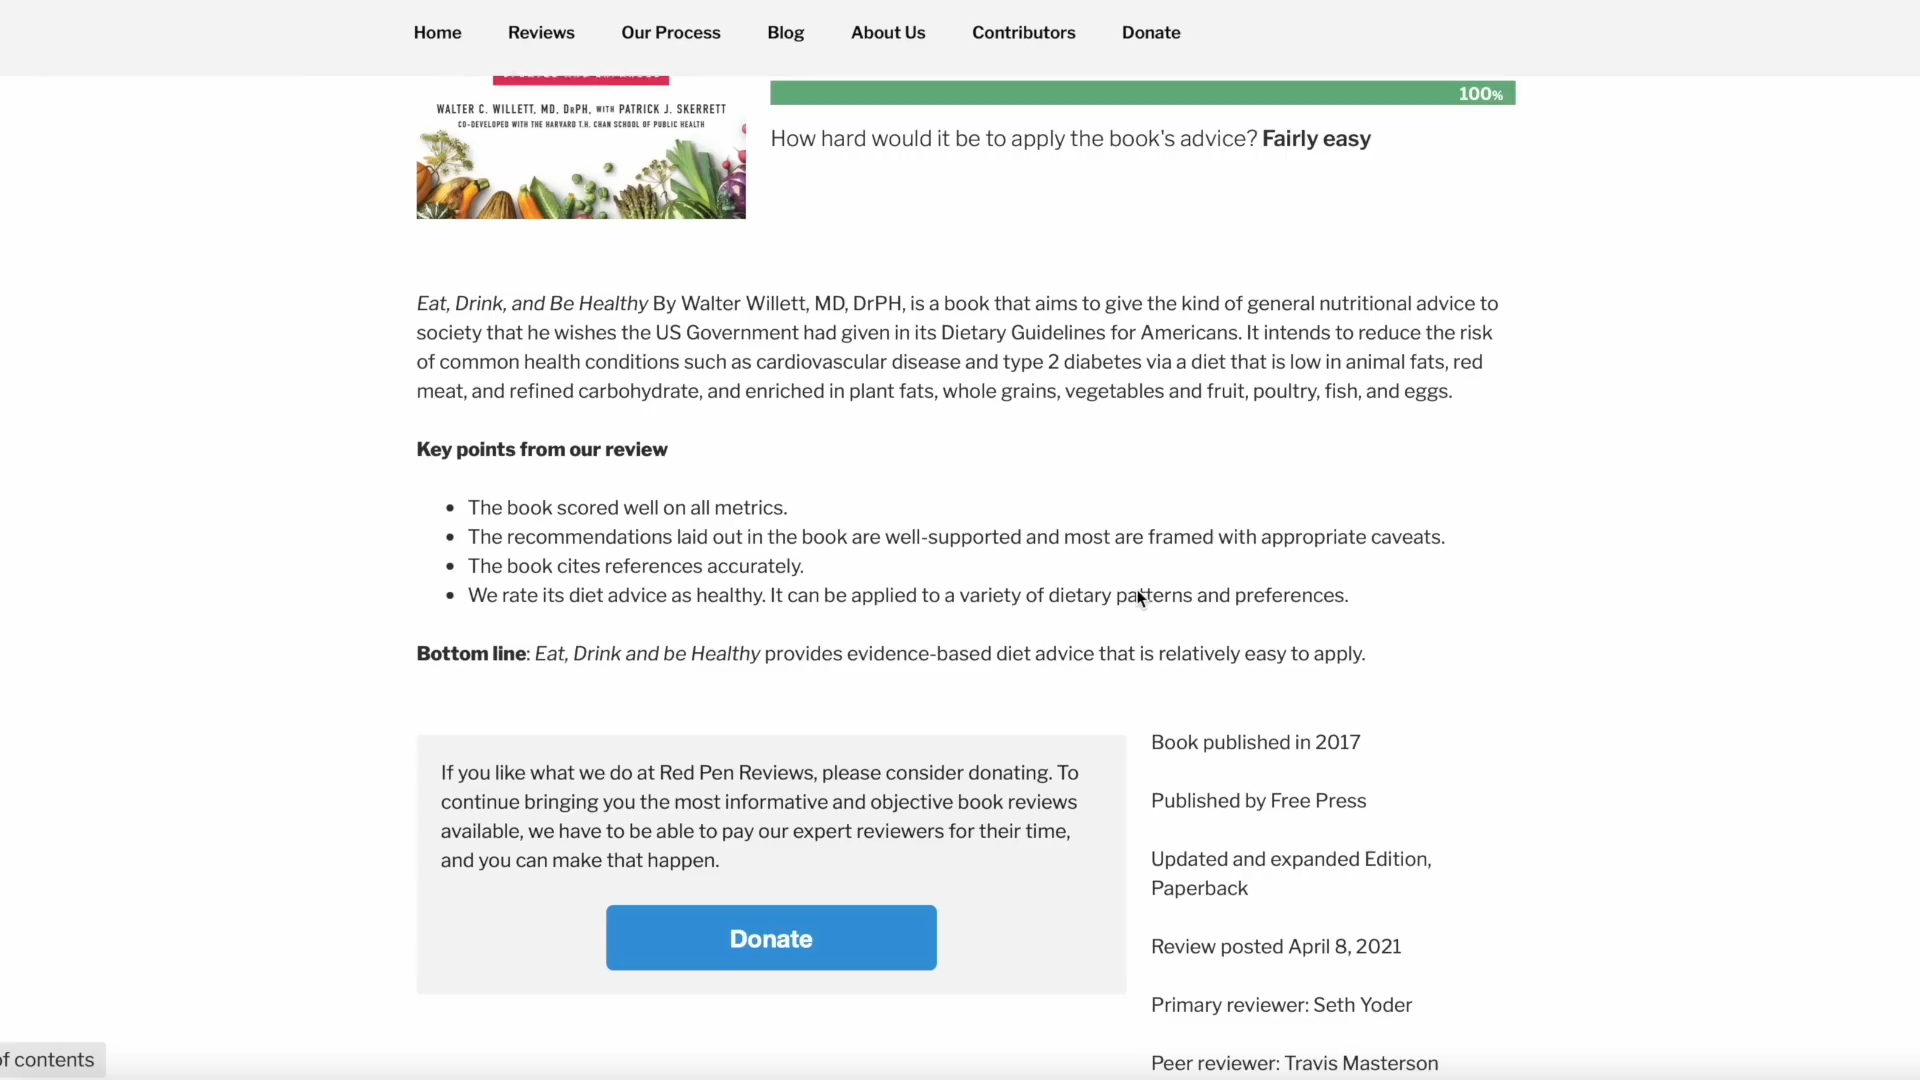 Home Reviews Our Process Blog About Us Contributors Donate
WALTER C. WILLETT, MD, DrPH, WITH PATRICK J. SKERRETT
CO-DEVELOPED WITH THE HARVARD T.H. CHAN SCHOOL OF PUBLIC HEALTH
100%
How hard would it be to apply the book's advice? Fairly easy
Eat, Drink, and Be Healthy By Walter Willett, MD, DrPH, is a book that aims to give the kind of general nutritional advice to
society that he wishes the US Government had given in its Dietary Guidelines for Americans. It intends to reduce the risk
of common health conditions such as cardiovascular disease and type 2 diabetes via a diet that is low in animal fats, red
meat, and refined carbohydrate, and enriched in plant fats, whole grains, vegetables and fruit, poultry, fish, and eggs.
Key points from our review
The book scored well on all metrics.
The recommendations laid out in the book are well-supported and most are framed with appropriate caveats.
The book cites references accurately.
We rate its diet advice as healthy. It can be applied to a variety of dietary patterns and preferences.
Bottom line: Eat, Drink and be Healthy provides evidence-based diet advice that is relatively easy to apply.
If you like what we do at Red Pen Reviews, please consider donating. To
continue bringing you the most informative and objective book reviews
available, we have to be able to pay our expert reviewers for their time,
and you can make that happen.
Donate
Book published in 2017
Published by Free Press
Updated and expanded Edition,
Paperback
Review posted April 8, 2021
Primary reviewer: Seth Yoder
Peer reviewer: Travis Masterson
of contents